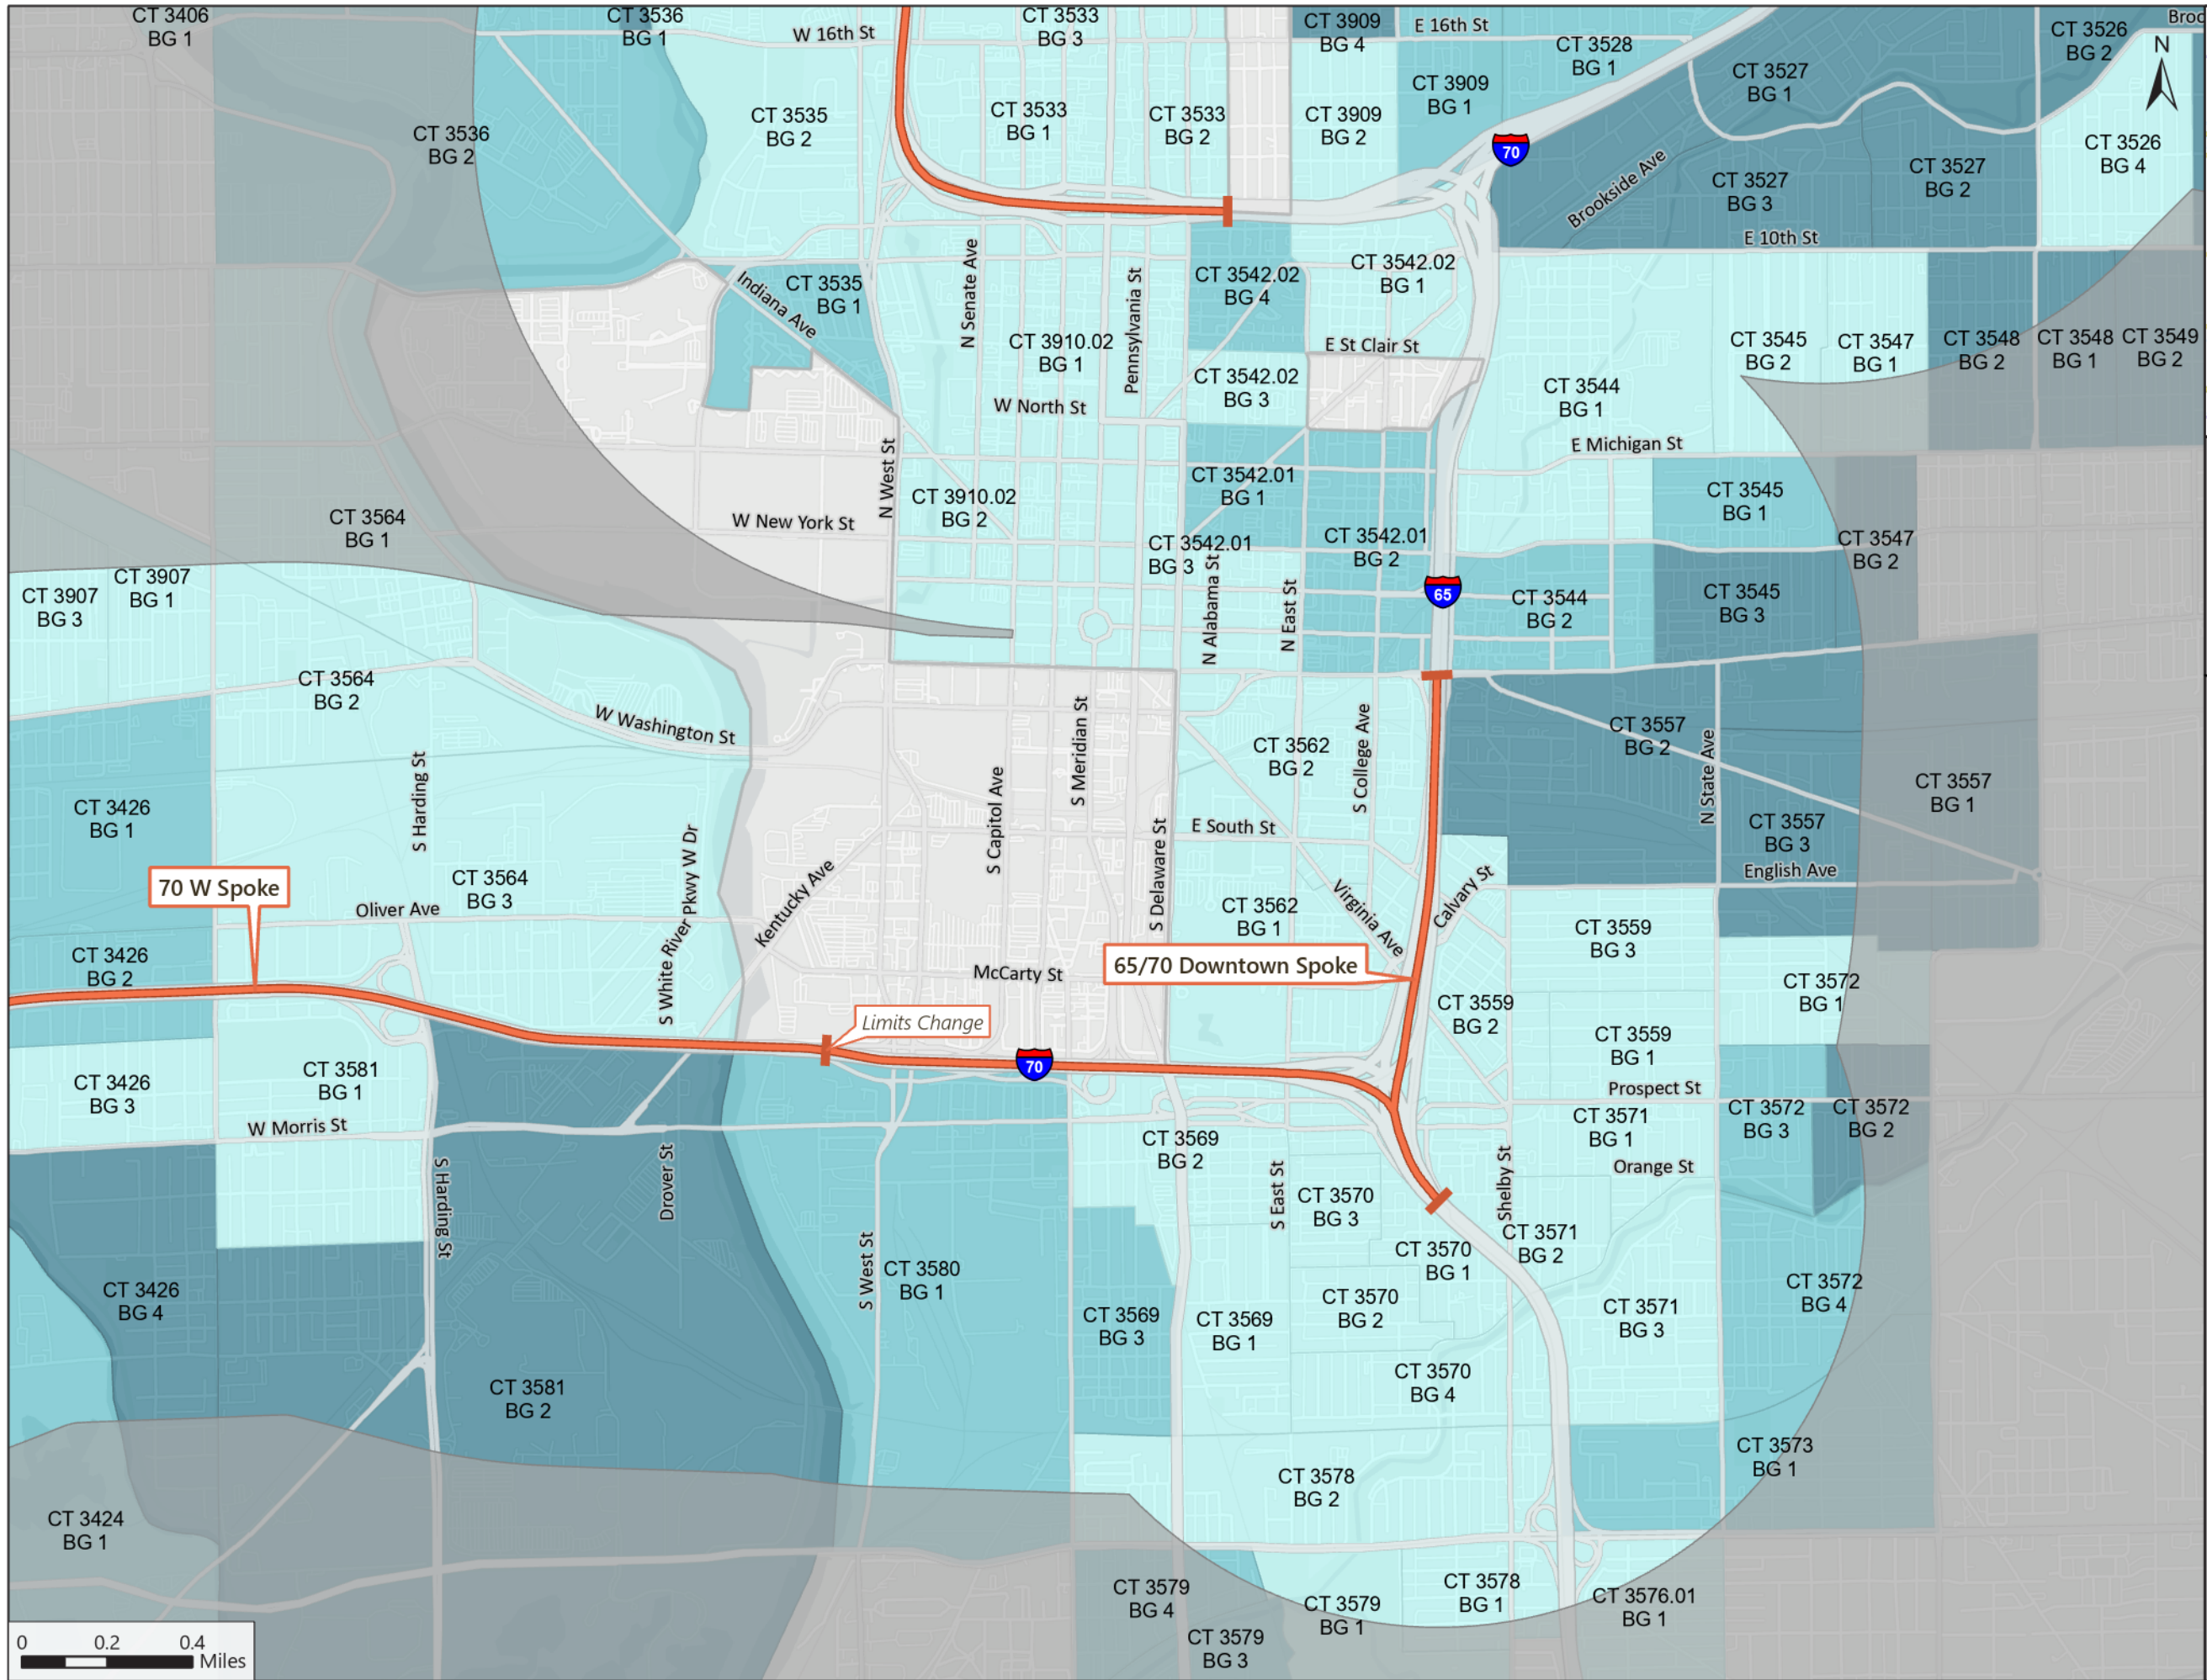 CT 3406
BG 1
CT 3536
BG 1
W 16th St
CT 3533
BG 3
CT 3909
BG 4
E 16th St
CT 3528
BG 1
CT 3526
BG 2
Broo
N
CT 3536
BG 2
CT 3535
BG 2
CT 3533
BG 1
CT 3533
BG 2
CT 3909
BG 2
CT 3909
BG 1
70
CT 3527
BG 1
Brookside Ave
CT 3527
BG 3
CT 3527
BG 2
CT 3526
BG 4
E 10th St
Indiana Ave
CT 3535
BG 1
N Senate Ave
CT 3910.02
BG 1
Pennsylvania St
CT 3542.02
BG 4
CT 3542.02
BG 1
E St Clair St
CT 3542.02
BG 3
W North St
CT 3545
BG 2
CT 3547
BG 1
CT 3548
BG 2
CT 3548
BG 1
CT 3549
BG 2
CT 3544
BG 1
E Michigan St
N West St
CT 3910.02
BG 2
W New York St
CT 3542.01
BG 1
CT 3542.01
BG 2
CT 3542.01
BG 3
N Alabama St
N East St
CT 3545
BG 1
CT 3547
BG 2
CT 3564
BG 1
CT 3907
BG 3
CT 3907
BG 1
65
CT 3544
BG 2
CT 3545
BG 3
CT 3564
BG 2
W Washington St
S Harding St
CT 3426
BG 1
S Capitol Ave
S Meridian St
S Delaware St
CT 3562
BG 2
S College Ave
E South St
CT 3557
BG 2
N State Ave
CT 3557
BG 3
CT 3557
BG 1
English Ave
70 W Spoke
CT 3564
BG 3
Oliver Ave
S White River Pkwy W Dr
Kentucky Ave
McCarty St
CT 3562
BG 1
Virginia Ave
Calvary St
65/70 Downtown Spoke
CT 3559
BG 3
CT 3559
BG 2
CT 3559
BG 1
CT 3572
BG 1
CT 3426
BG 2
Limits Change
70
CT 3426
BG 3
CT 3581
BG 1
W Morris St
Prospect St
CT 3571
BG 1
CT 3572
BG 3
CT 3572
BG 2
Orange St
S Harding St
Drover St
CT 3569
BG 2
S East St
CT 3570
BG 3
Shelby St
CT 3571
BG 2
CT 3570
BG 1
S West St
CT 3580
BG 1
CT 3426
BG 4
CT 3569
BG 3
CT 3569
BG 1
CT 3570
BG 2
CT 3571
BG 3
CT 3572
BG 4
CT 3570
BG 4
CT 3581
BG 2
CT 3573
BG 1
CT 3578
BG 2
CT 3424
BG 1
CT 3579
BG 4
CT 3579
BG 3
CT 3579
BG 1
CT 3578
BG 1
CT 3576.01
BG 1
0 0.2 0.4
Miles